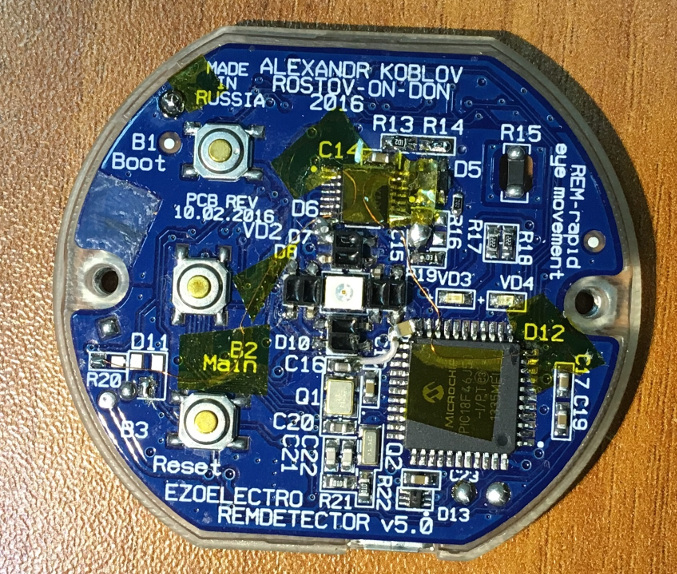 MADE
IN
RUSSIA
ALEXANDR KOBLOV
ROSTOV-ON-DON
2016
B1
Boot
R13 R14
R15
C14
D5
REM-rapid
eye movement
PCB REV
10.02.2016
D6
VD2
D7
D8
C15
R16
R17
R18
R19
VD3
+
VD4
D10
D12
C16
B2
Main
D11
R20
MICROCHIP
C17
C19
Q1
C20
C21
C22
B3
Reset
Q2
R21
R22
D13
EZOELECTRO
REMDETECTOR v5.0